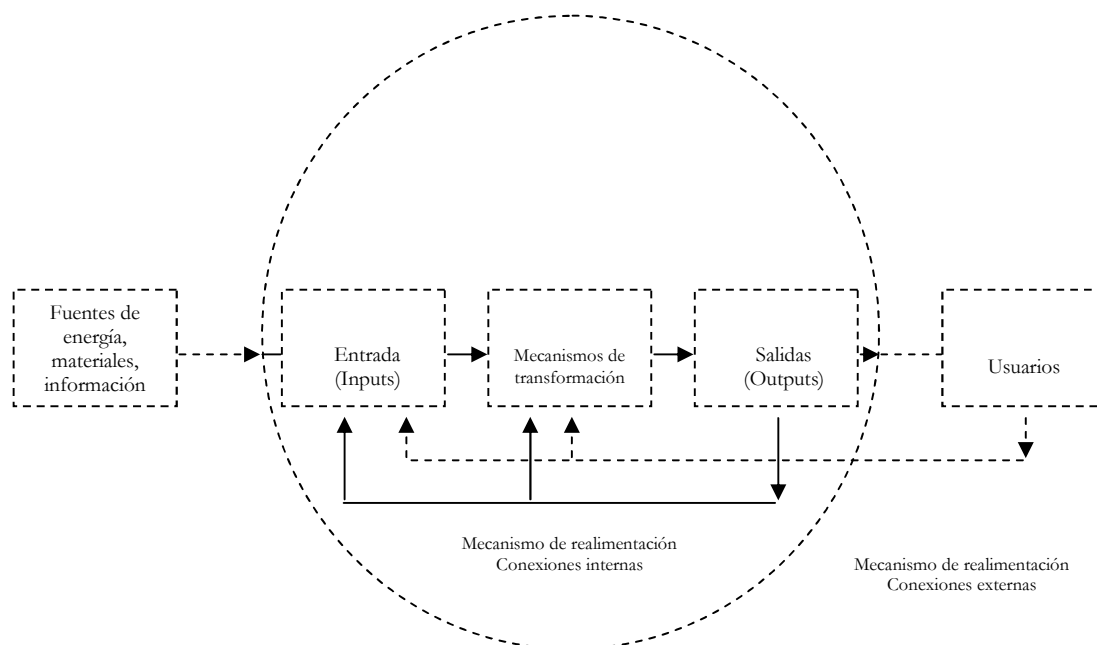 Fuentes de
energía,
materiales,
información
Entrada
(Inputs)
Mecanismos de
transformación
Salidas
(Outputs)
Usuarios
Mecanismo de realimentación
Conexiones internas
Mecanismo de realimentación
Conexiones externas